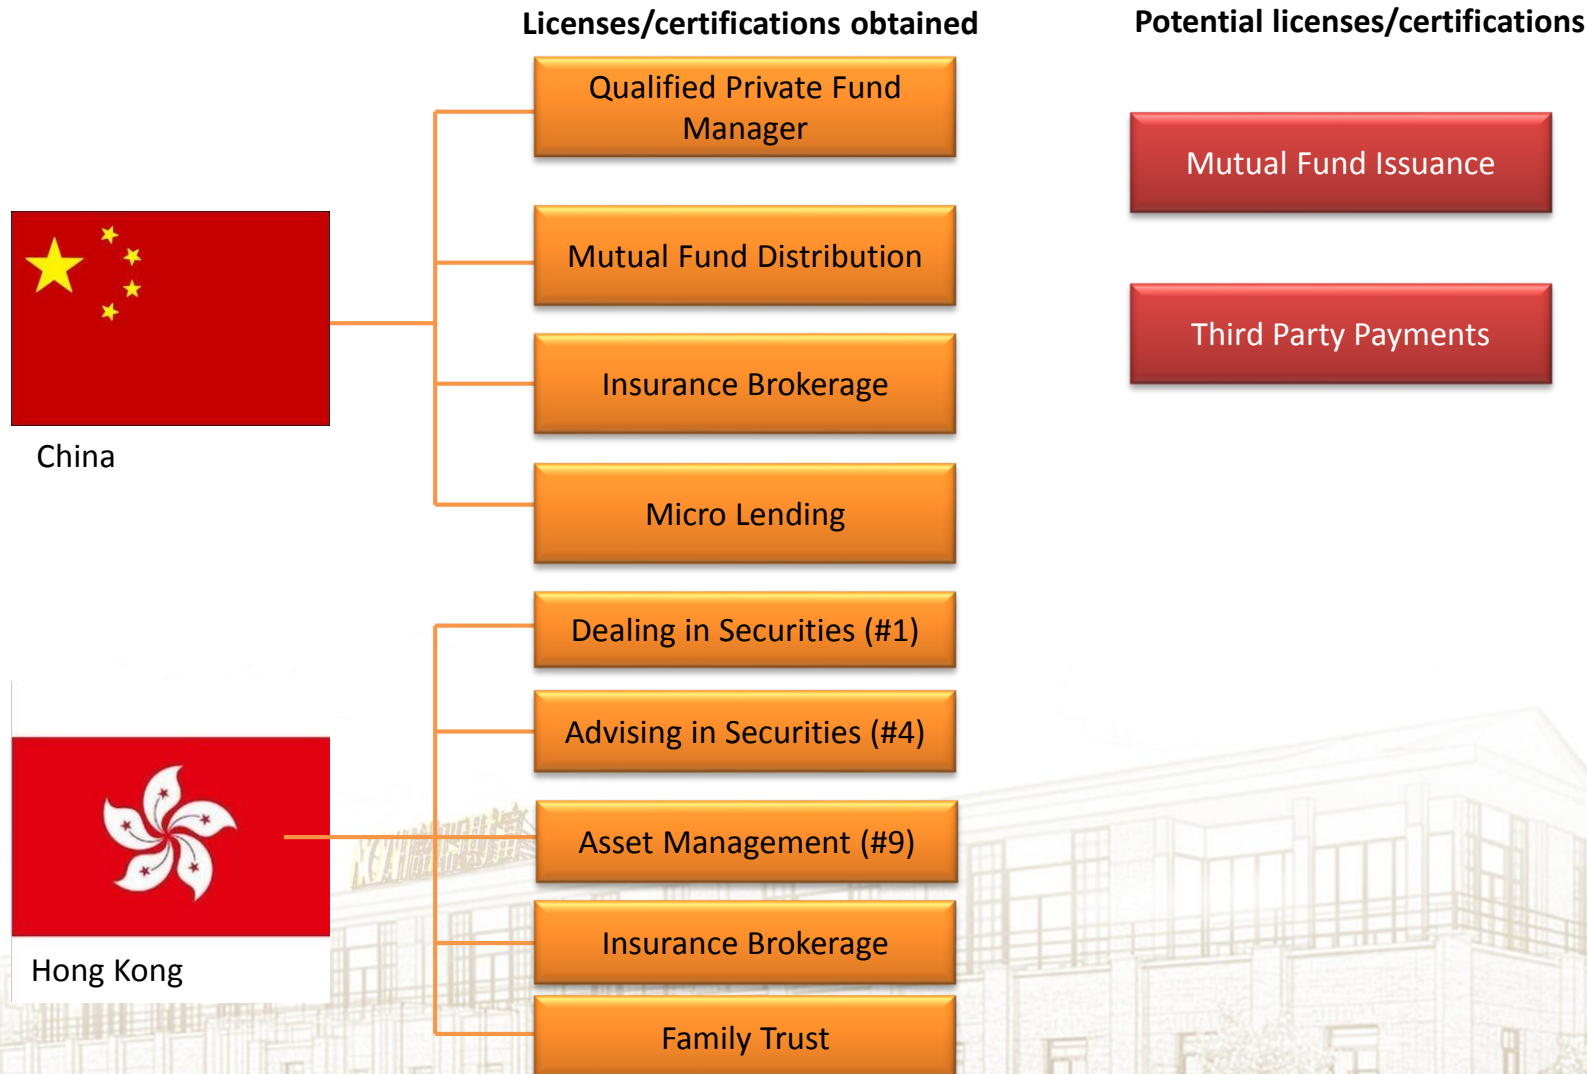 Licenses/certifications obtained
Potential licenses/certifications
Qualified Private Fund
Manager
Mutual Fund Distribution
Insurance Brokerage
Micro Lending
Mutual Fund Issuance
Third Party Payments
China
Dealing in Securities (#1)
Advising in Securities (#4)
Asset Management (#9)
Insurance Brokerage
Family Trust
Hong Kong